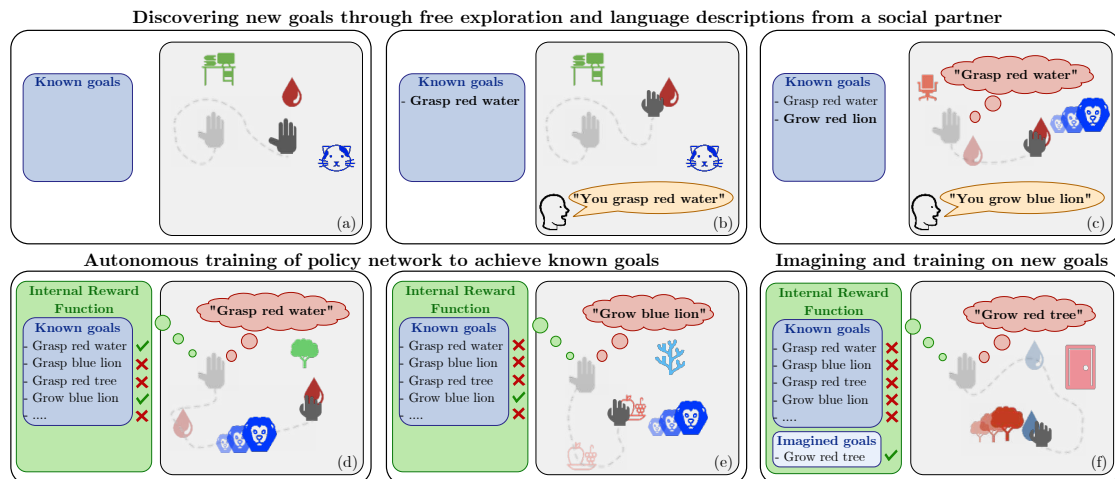 Discovering new goals through free exploration and language descriptions from a social partner
Known goals
(a)
Known goals
- Grasp red water
"You grasp red water"
(b)
Known goals
- Grasp red water
- Grow red lion
"Grasp red water"
"You grow blue lion"
(c)
Autonomous training of policy network to achieve known goals
Imagining and training on new goals
Internal Reward
Function
Known goals
- Grasp red water
- Grasp blue lion
- Grasp red tree
- Grow blue lion
- ....
"Grasp red water"
(d)
Internal Reward
Function
Known goals
- Grasp red water
- Grasp blue lion
- Grasp red tree
- Grow blue lion
- ....
"Grow blue lion"
(e)
Internal Reward
Function
Known goals
- Grasp red water
- Grasp blue lion
- Grasp red tree
- Grow blue lion
- ....
Imagined goals
- Grow red tree
"Grow red tree"
(f)